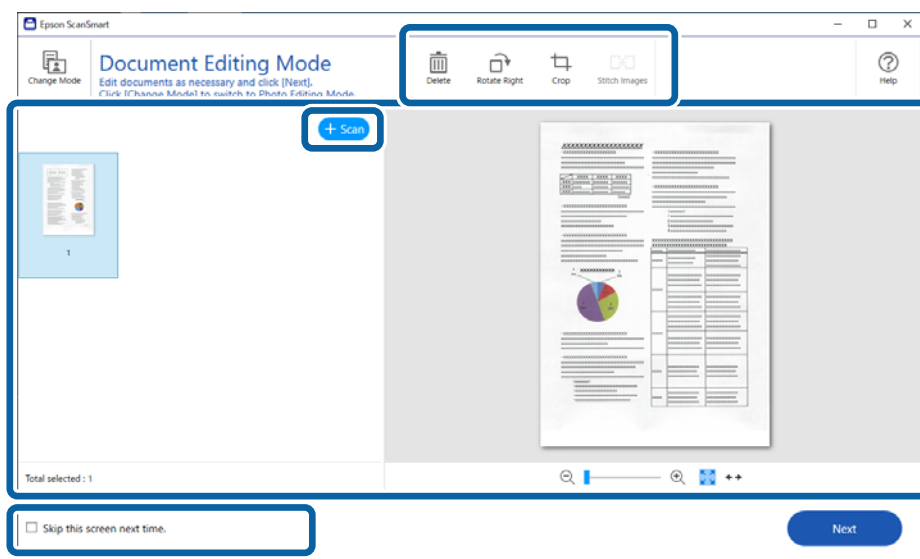 Epson ScanSmart
Change Mode
Document Editing Mode
Edit documents as necessary and click [Next].
Click [Change Mode] to switch to Photo Editing Mode.
Delete
Rotate Right
Crop
Stitch Images
Help
+ Scan
1
Total selected : 1
Skip this screen next time.
Next